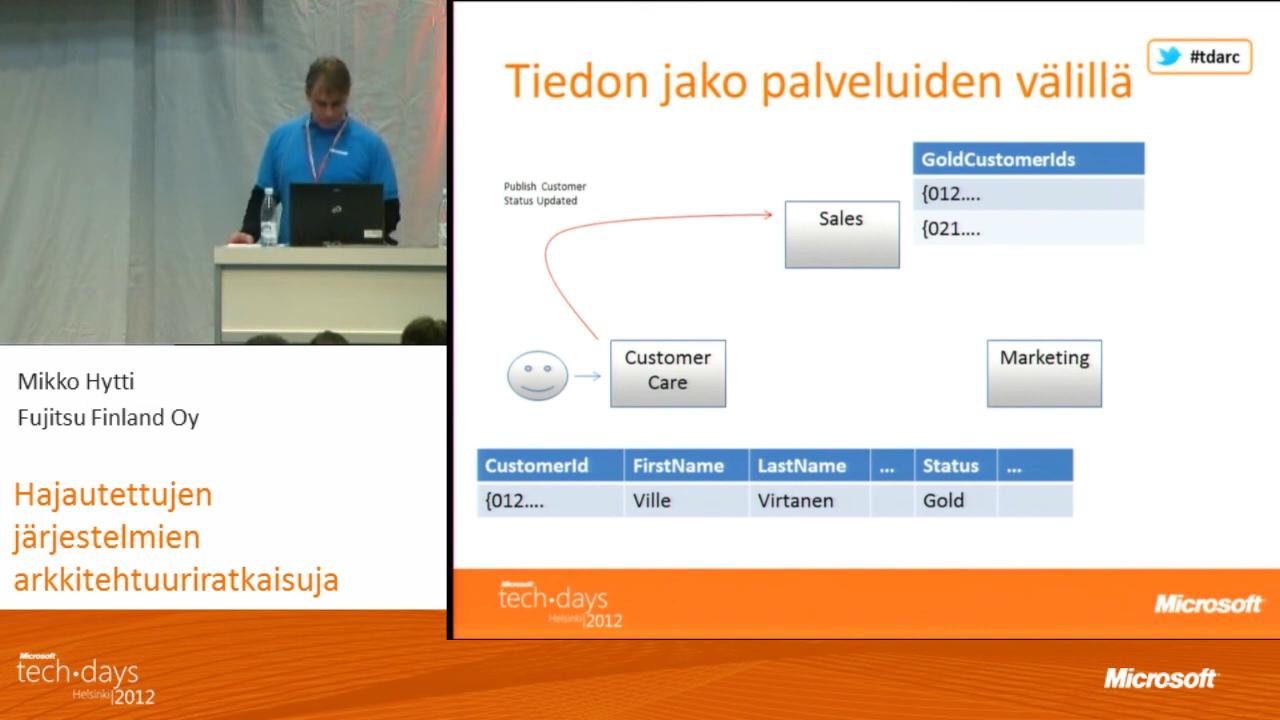 Tiedon jako palveluiden välillä
#tdarc
GoldCustomerIds
{012....
{021....
Publish Customer
Status Updated
Sales
Customer
Care
Marketing
CustomerId FirstName LastName ... Status ...
{012.... Ville Virtanen Gold
Microsoft
tech·days
Helsinki|2012
Microsoft
Mikko Hytti
Fujitsu Finland Oy
Hajautettujen
järjestelmien
arkkitehtuuriratkaisuja
Microsoft
tech·days
Helsinki|2012
Microsoft